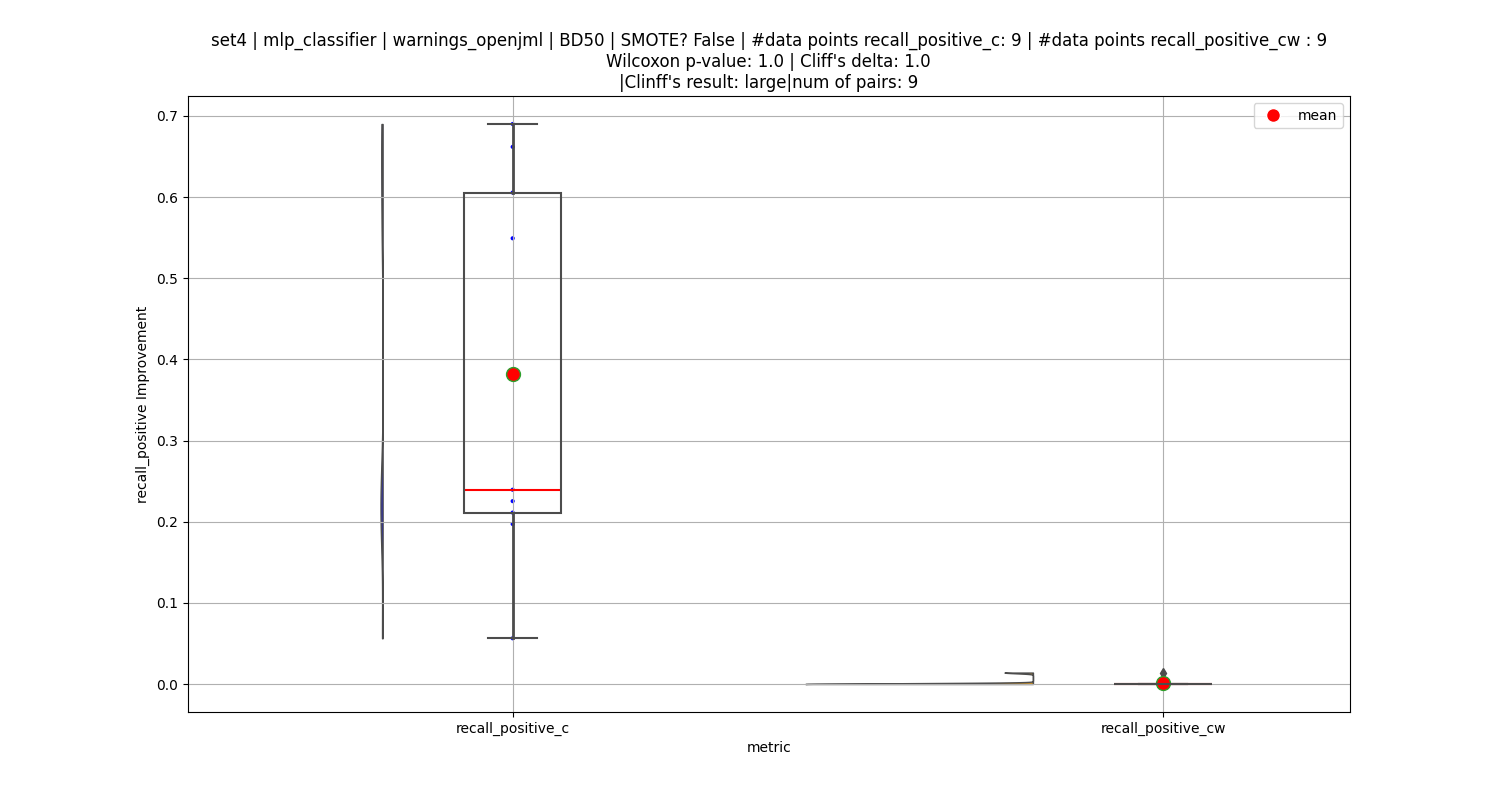 set4 | mlp_classifier | warnings_openjml | BD50 | SMOTE? False | #data points recall_positive_c: 9 | #data points recall_positive_cw : 9
Wilcoxon p-value: 1.0 | Cliff's delta: 1.0
|Clinff's result: large|num of pairs: 9
mean
0.7
0.6
0.5
0.4
0.3
0.2
0.1
0.0
recall_positive Improvement
recall_positive_c
recall_positive_cw
metric